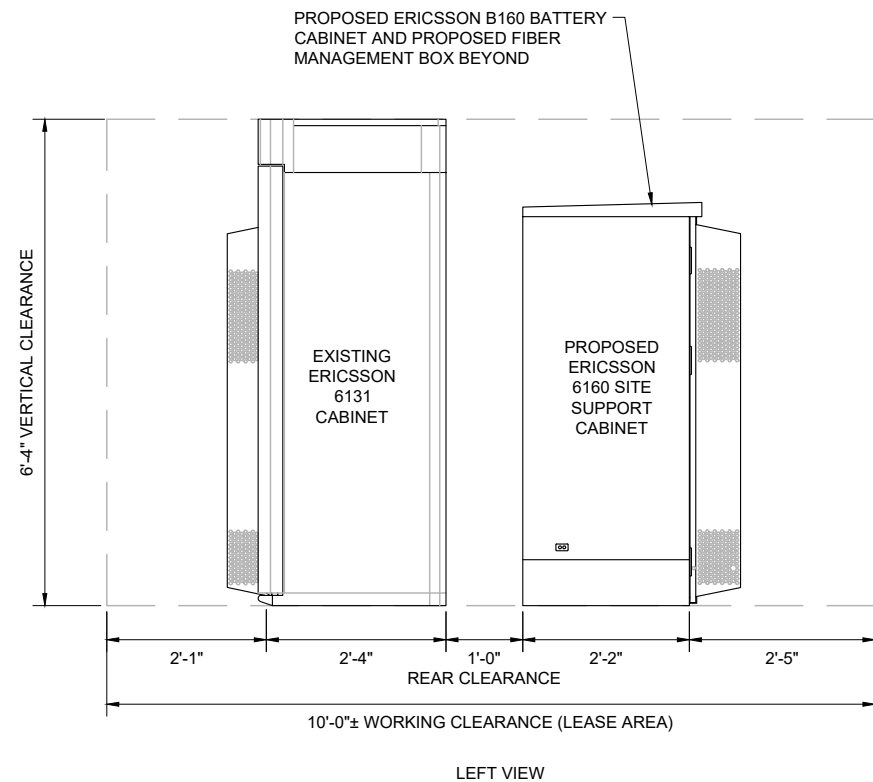 PROPOSED ERICSSON B160 BATTERY
CABINET AND PROPOSED FIBER
MANAGEMENT BOX BEYOND
6'-4" VERTICAL CLEARANCE
EXISTING
ERICSSON
6131
CABINET
PROPOSED
ERICSSON
6160 SITE
SUPPORT
CABINET
2'-1"
2'-4"
1'-0"
2'-2"
2'-5"
REAR CLEARANCE
10'-0"± WORKING CLEARANCE (LEASE AREA)
LEFT VIEW